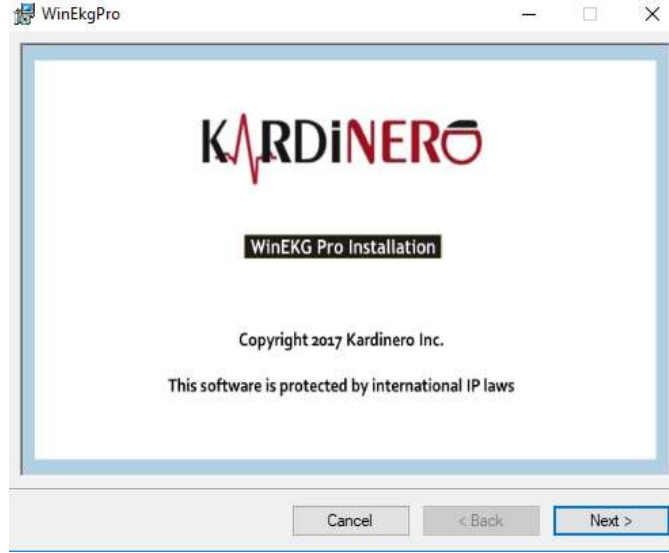 WinEkgPro
KARDiNERO
WinEKG Pro Installation
Copyright 2017 Kardinero Inc.
This software is protected by international IP laws
Cancel
< Back
Next >